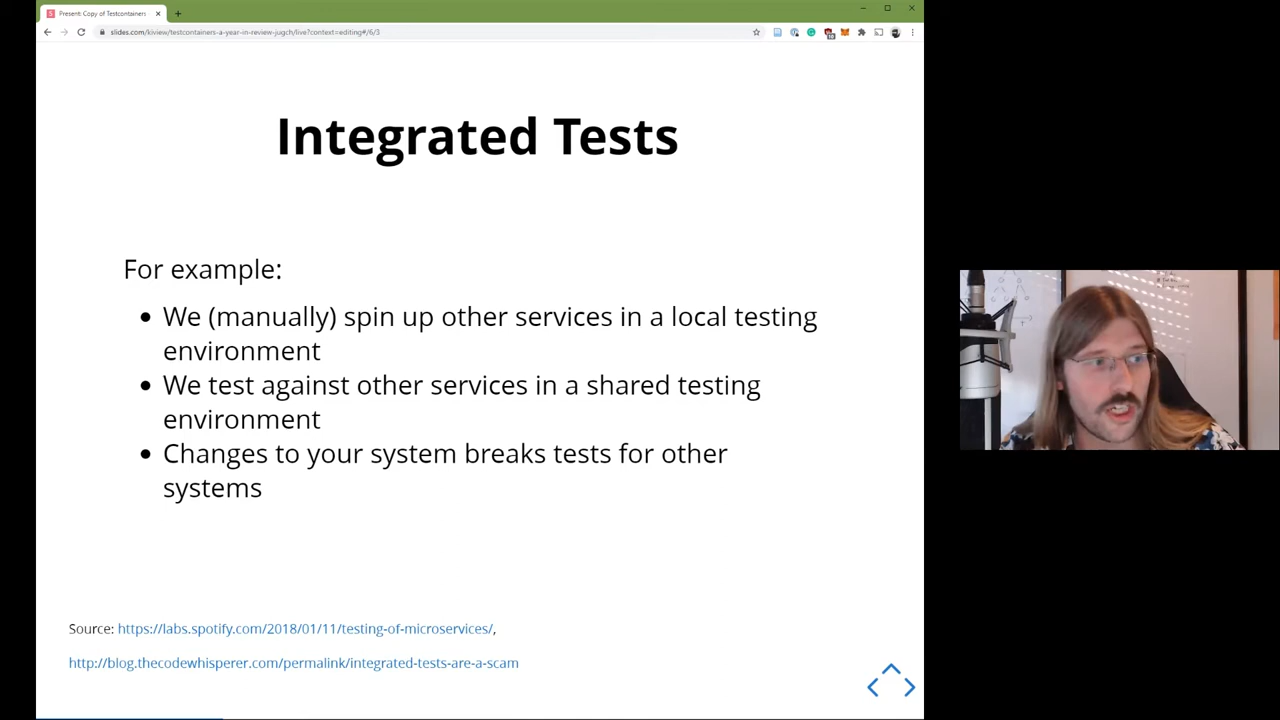 Present: Copy of Testcontainers
slides.com/kiview/testcontainers-a-year-in-review-jugch/live?context=editing#/6/3
Integrated Tests
For example:
• We (manually) spin up other services in a local testing
environment
• We test against other services in a shared testing
environment
• Changes to your system breaks tests for other
systems
Source: https://labs.spotify.com/2018/01/11/testing-of-microservices/,
http://blog.thecodewhisperer.com/permalink/integrated-tests-are-a-scam